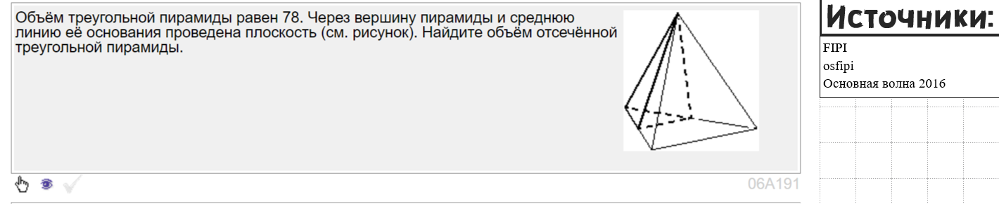 Объём треугольной пирамиды равен 78. Через вершину пирамиды и среднюю
линию её основания проведена плоскость (см. рисунок). Найдите объём отсечённой
треугольной пирамиды.
06A191
Источники:
FIPI
osfipi
Основная волна 2016